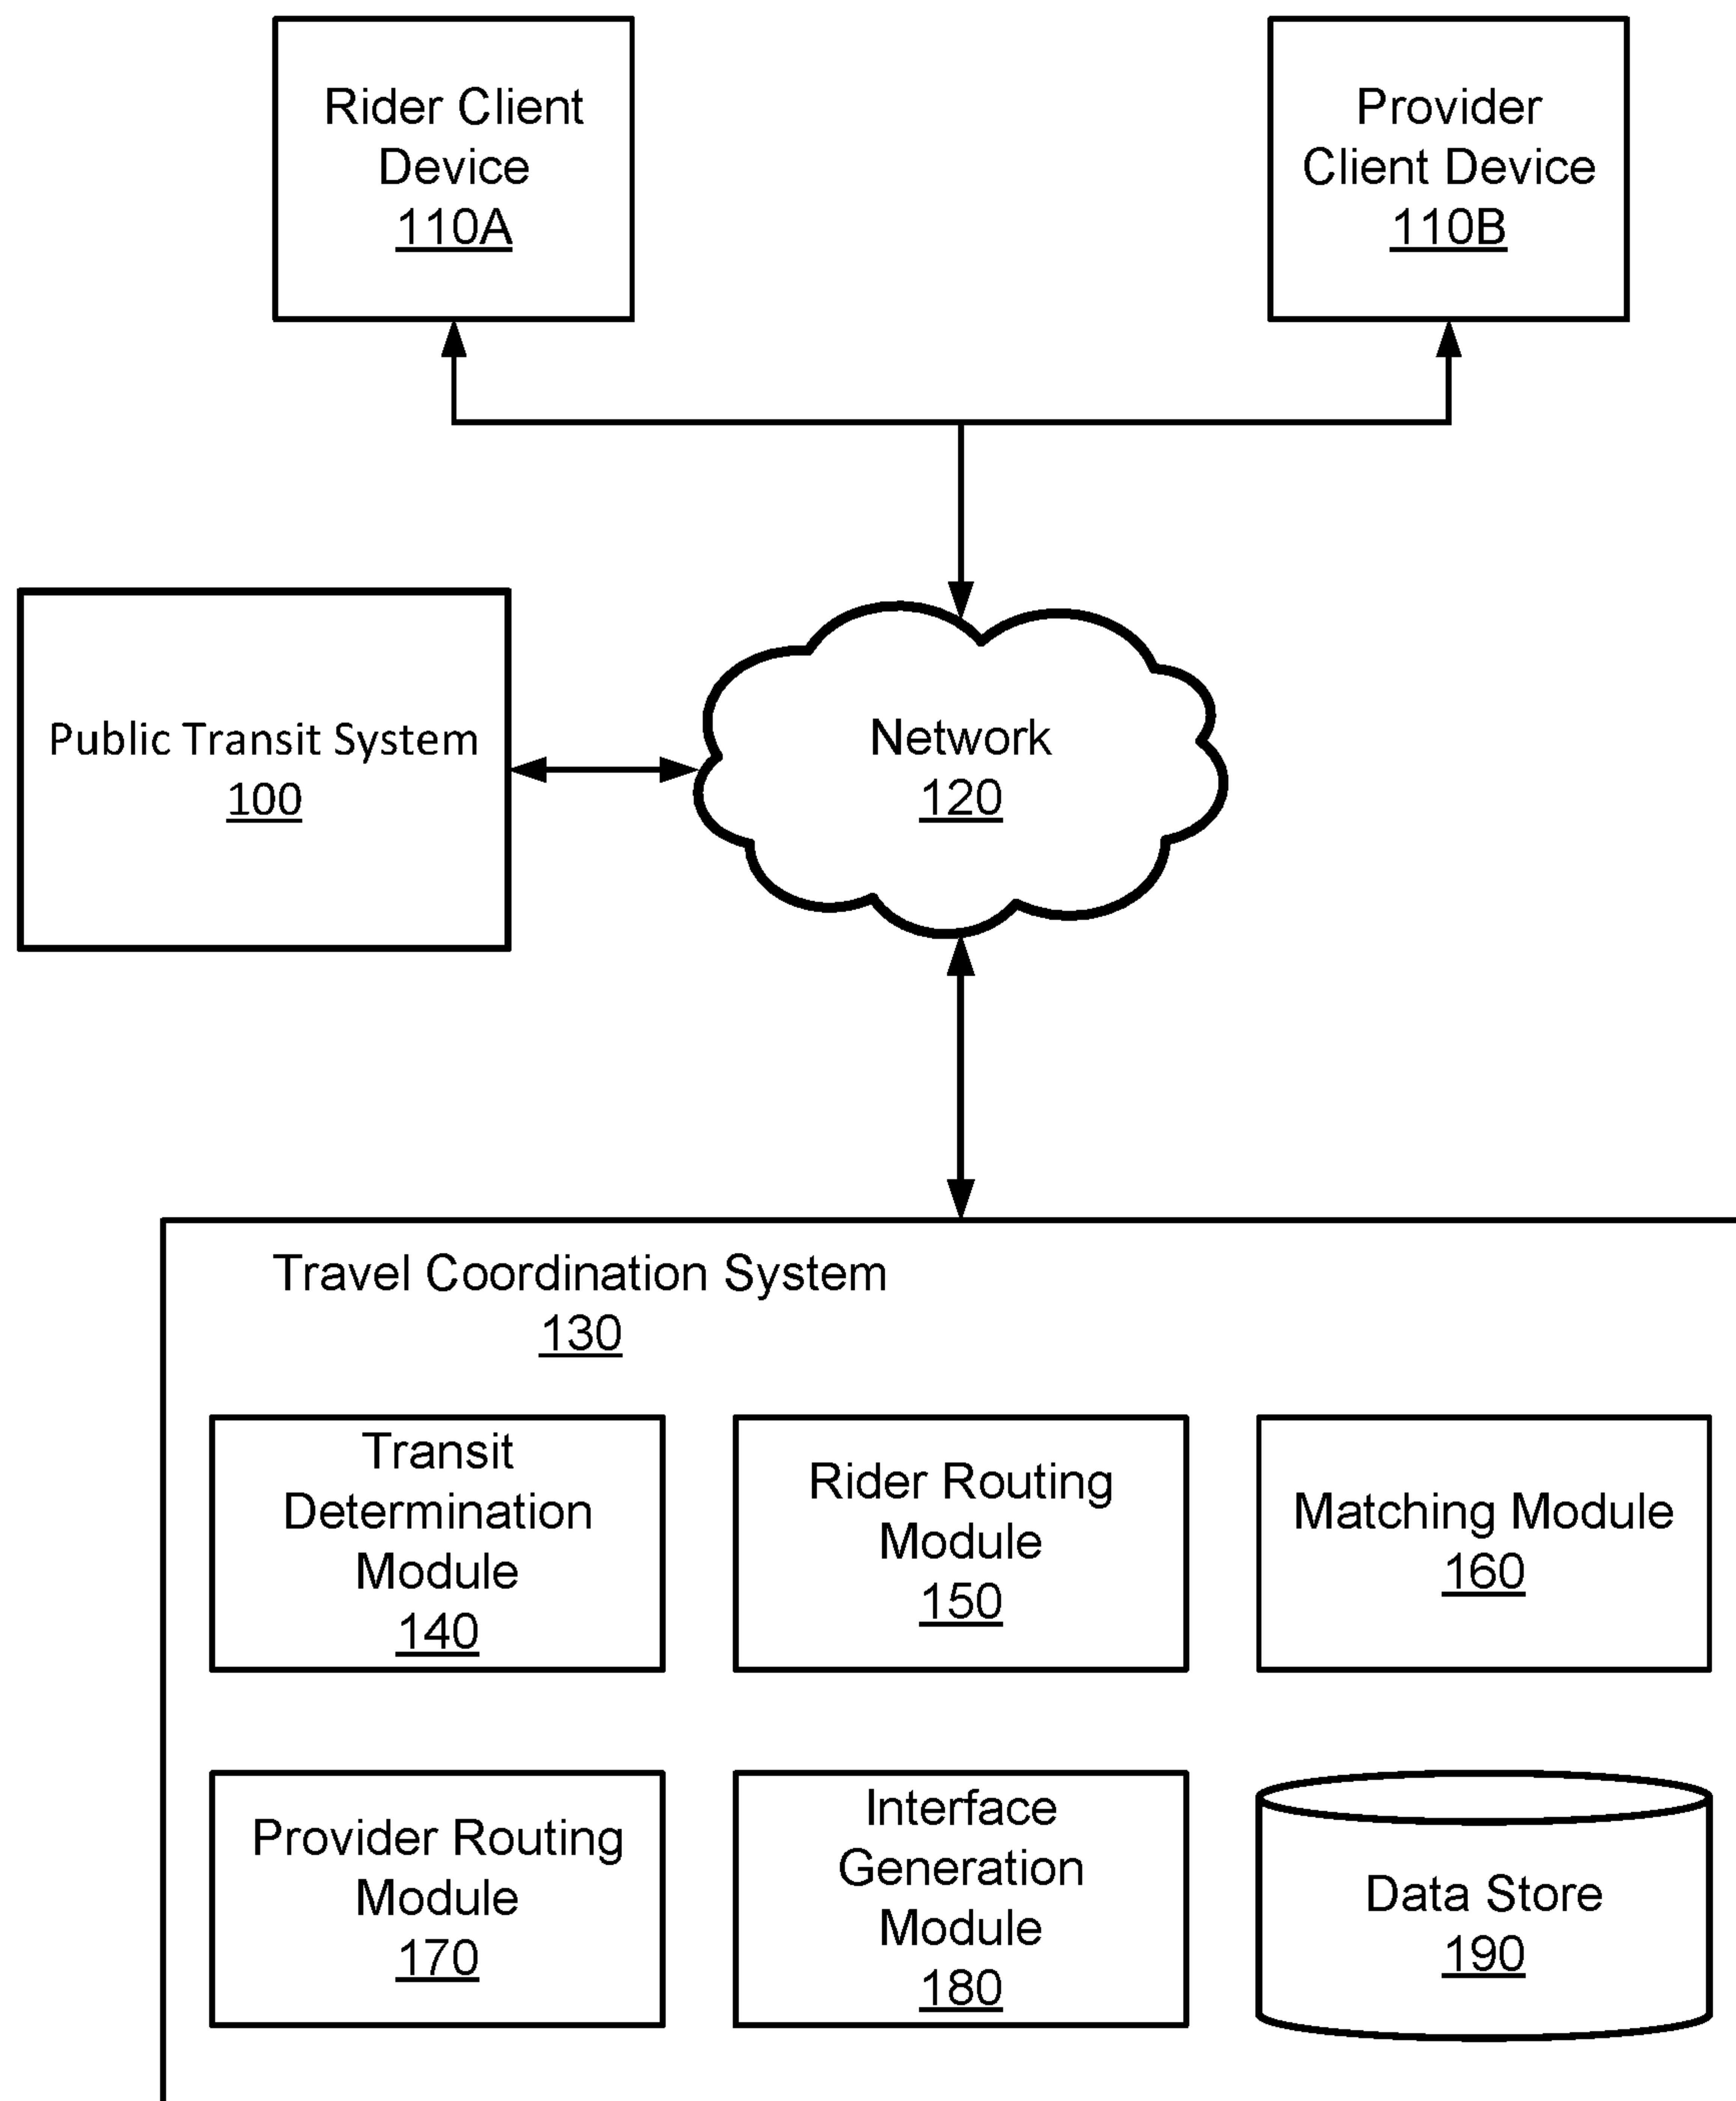 Rider Client
Device
110A
Provider
Client Device
110B
Public Transit System
100
Network
120
Travel Coordination System
130
Transit
Determination
Module
140
Rider Routing
Module
150
Matching Module
160
Provider Routing
Module
170
Interface
Generation
Module
180
Data Store
190